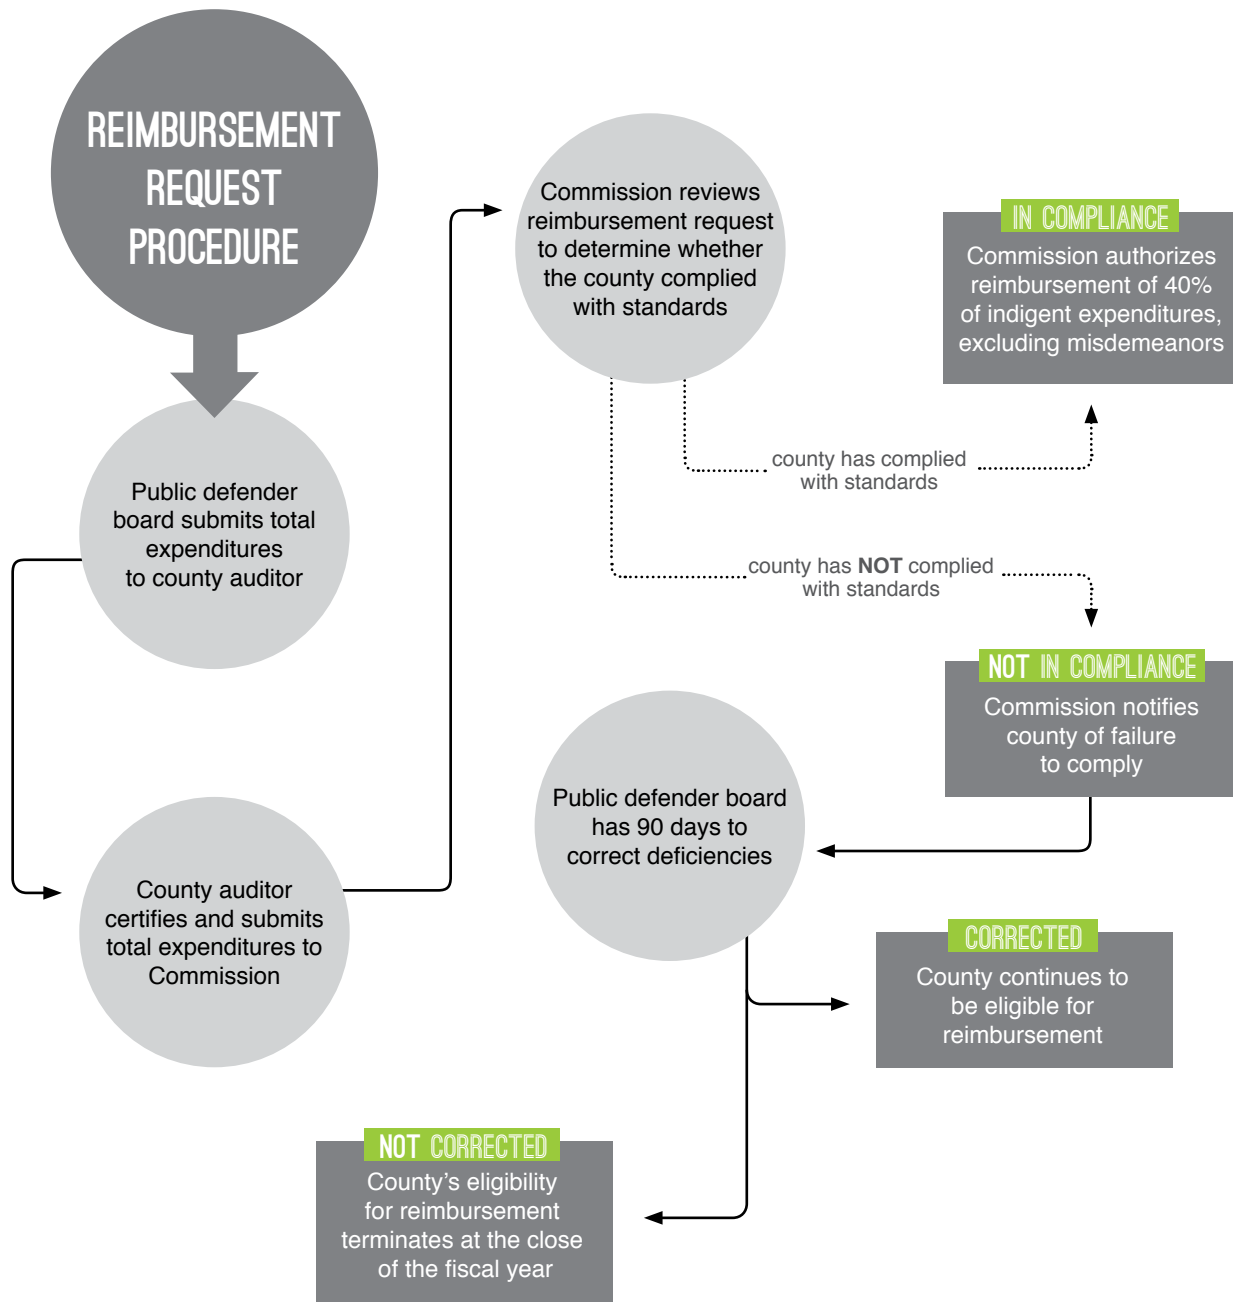 REIMBURSEMENT
REQUEST
PROCEDURE
Public defender
board submits total
expenditures
to county auditor
County auditor
certifies and submits
total expenditures to
Commission
Commission reviews
reimbursement request
to determine whether
the county complied
with standards
county has complied
with standards
IN COMPLIANCE
Commission authorizes
reimbursement of 40%
of indigent expenditures,
excluding misdemeanors
county has NOT complied
with standards
NOT IN COMPLIANCE
Commission notifies
county of failure
to comply
Public defender board
has 90 days to
correct deficiencies
CORRECTED
County continues to
be eligible for
reimbursement
NOT CORRECTED
County’s eligibility
for reimbursement
terminates at the close
of the fiscal year